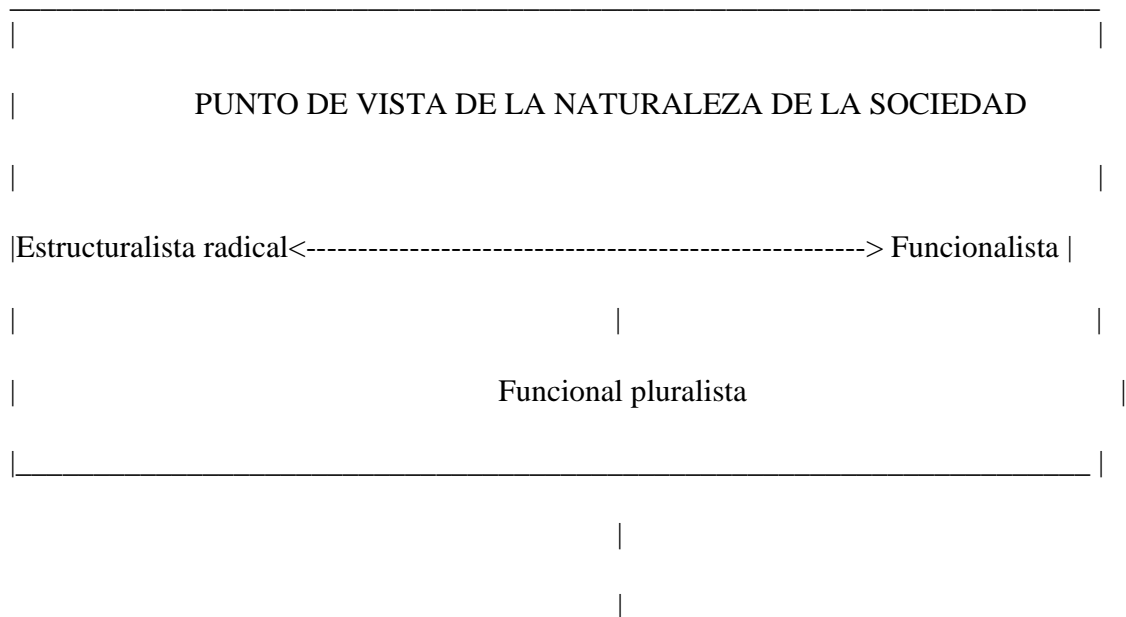 PUNTO DE VISTA DE LA NATURALEZA DE LA SOCIEDAD
Estructuralista radical<------------------------------------------------------> Funcionalista
Funcional pluralista